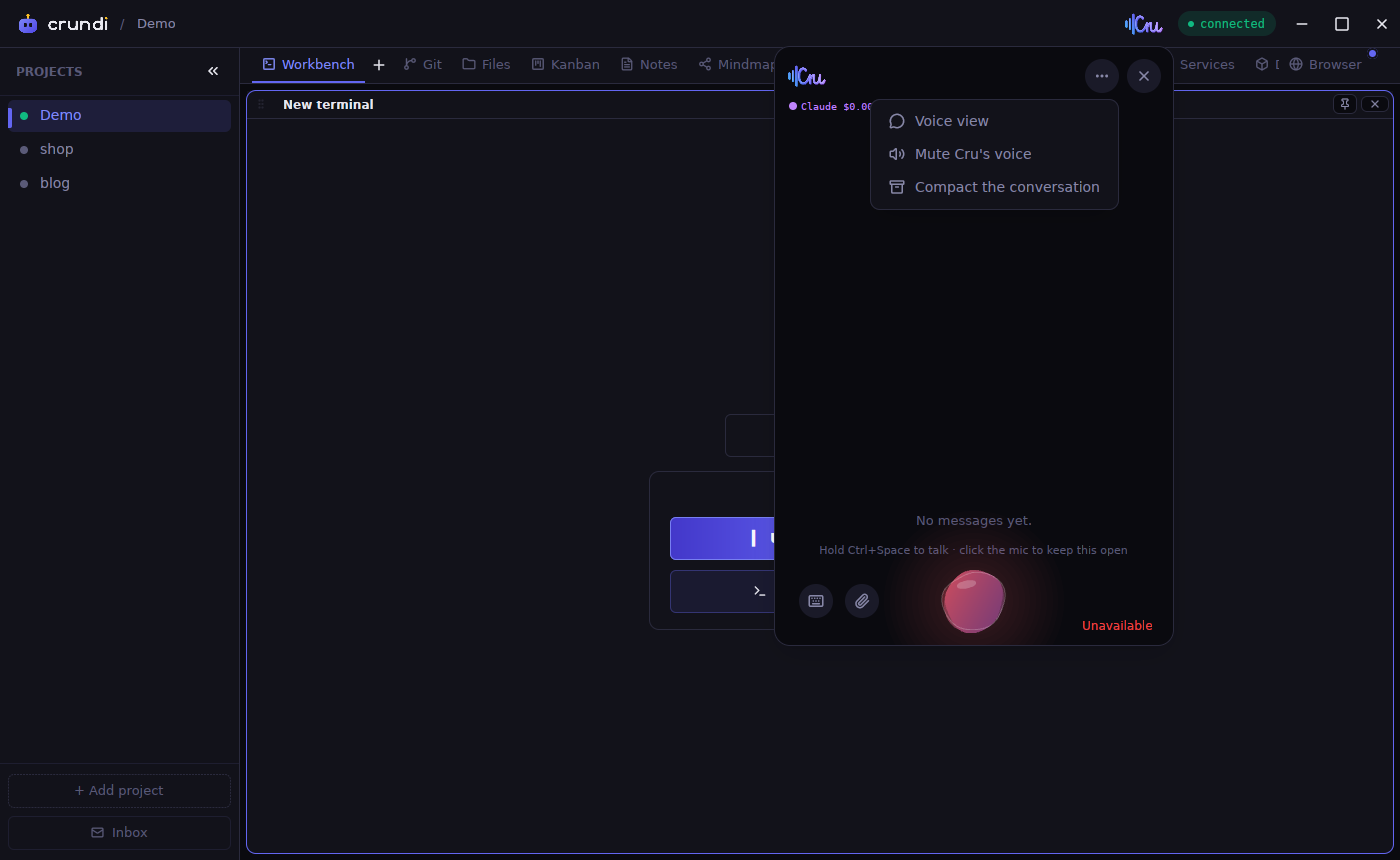 crundi / Demo
Cru
connected
PROJECTS
Workbench
Git
Files
Kanban
Notes
Mindmap
Services
Browser
Demo
shop
blog
New terminal
Cru
Claude $0.00
Voice view
Mute Cru's voice
Compact the conversation
No messages yet.
Hold Ctrl+Space to talk · click the mic to keep this open
Unavailable
+ Add project
Inbox